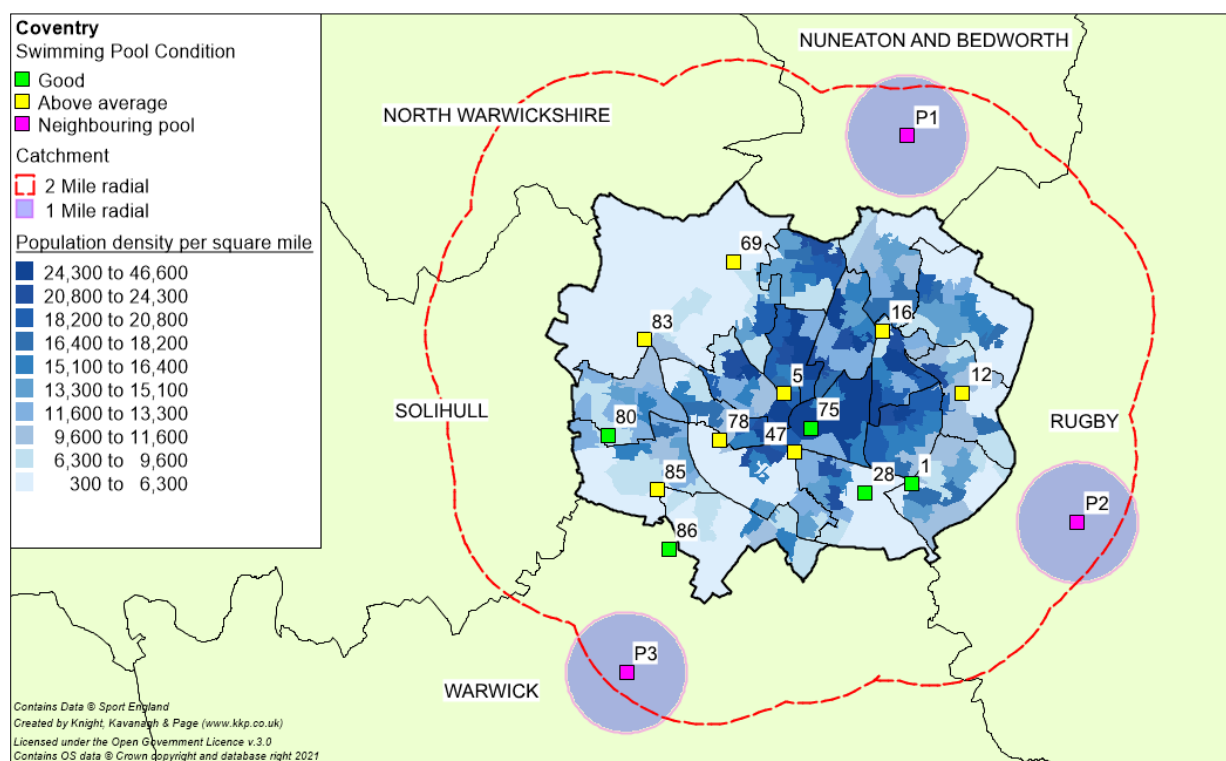 Coventry
Swimming Pool Condition
Good
Above average
Neighbouring pool
Catchment
2 Mile radial
1 Mile radial
Population density per square mile
24,300 to 46,600
20,800 to 24,300
18,200 to 20,800
16,400 to 18,200
15,100 to 16,400
13,300 to 15,100
11,600 to 13,300
9,600 to 11,600
6,300 to 9,600
300 to 6,300
NUNEATON AND BEDWORTH
NORTH WARWICKSHIRE
P1
69
83
16
5
12
SOLIHULL
80
78
47
75
RUGBY
85
28
1
P2
86
P3
WARWICK
Contains Data © Sport England
Created by Knight, Kavanagh & Page (www.kkp.co.uk)
Licensed under the Open Government Licence v.3.0
Contains OS data © Crown copyright and database right 2021